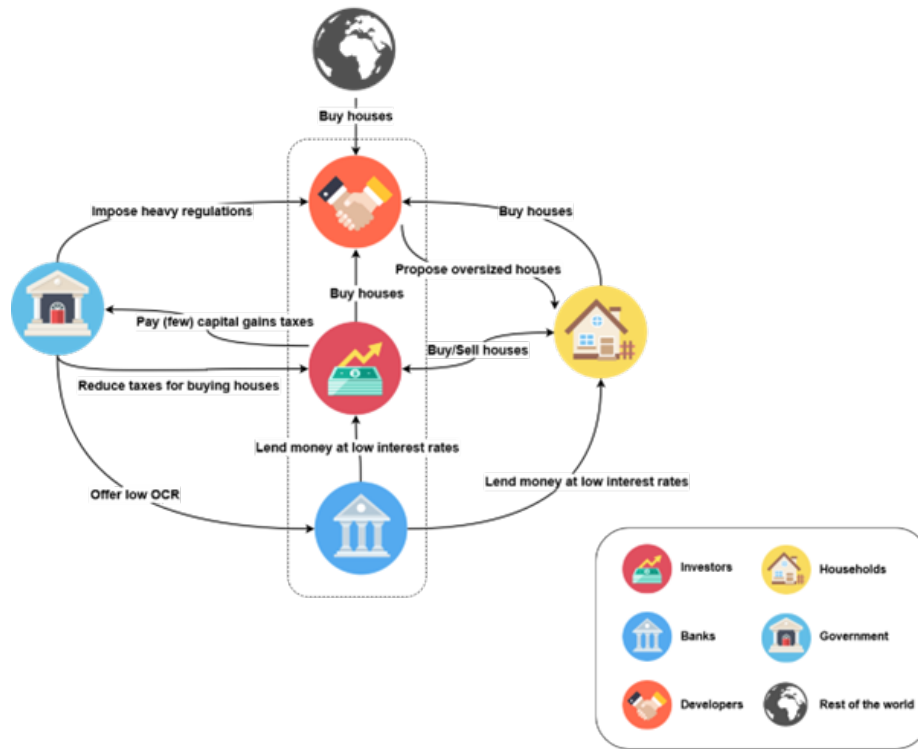 Buy houses
Impose heavy regulations
Buy houses
Propose oversized houses
Buy houses
Pay (few) capital gains taxes
Buy/Sell houses
Reduce taxes for buying houses
Lend money at low interest rates
Lend money at low interest rates
Offer low OCR
Investors
Households
Banks
Government
Developers
Rest of the world